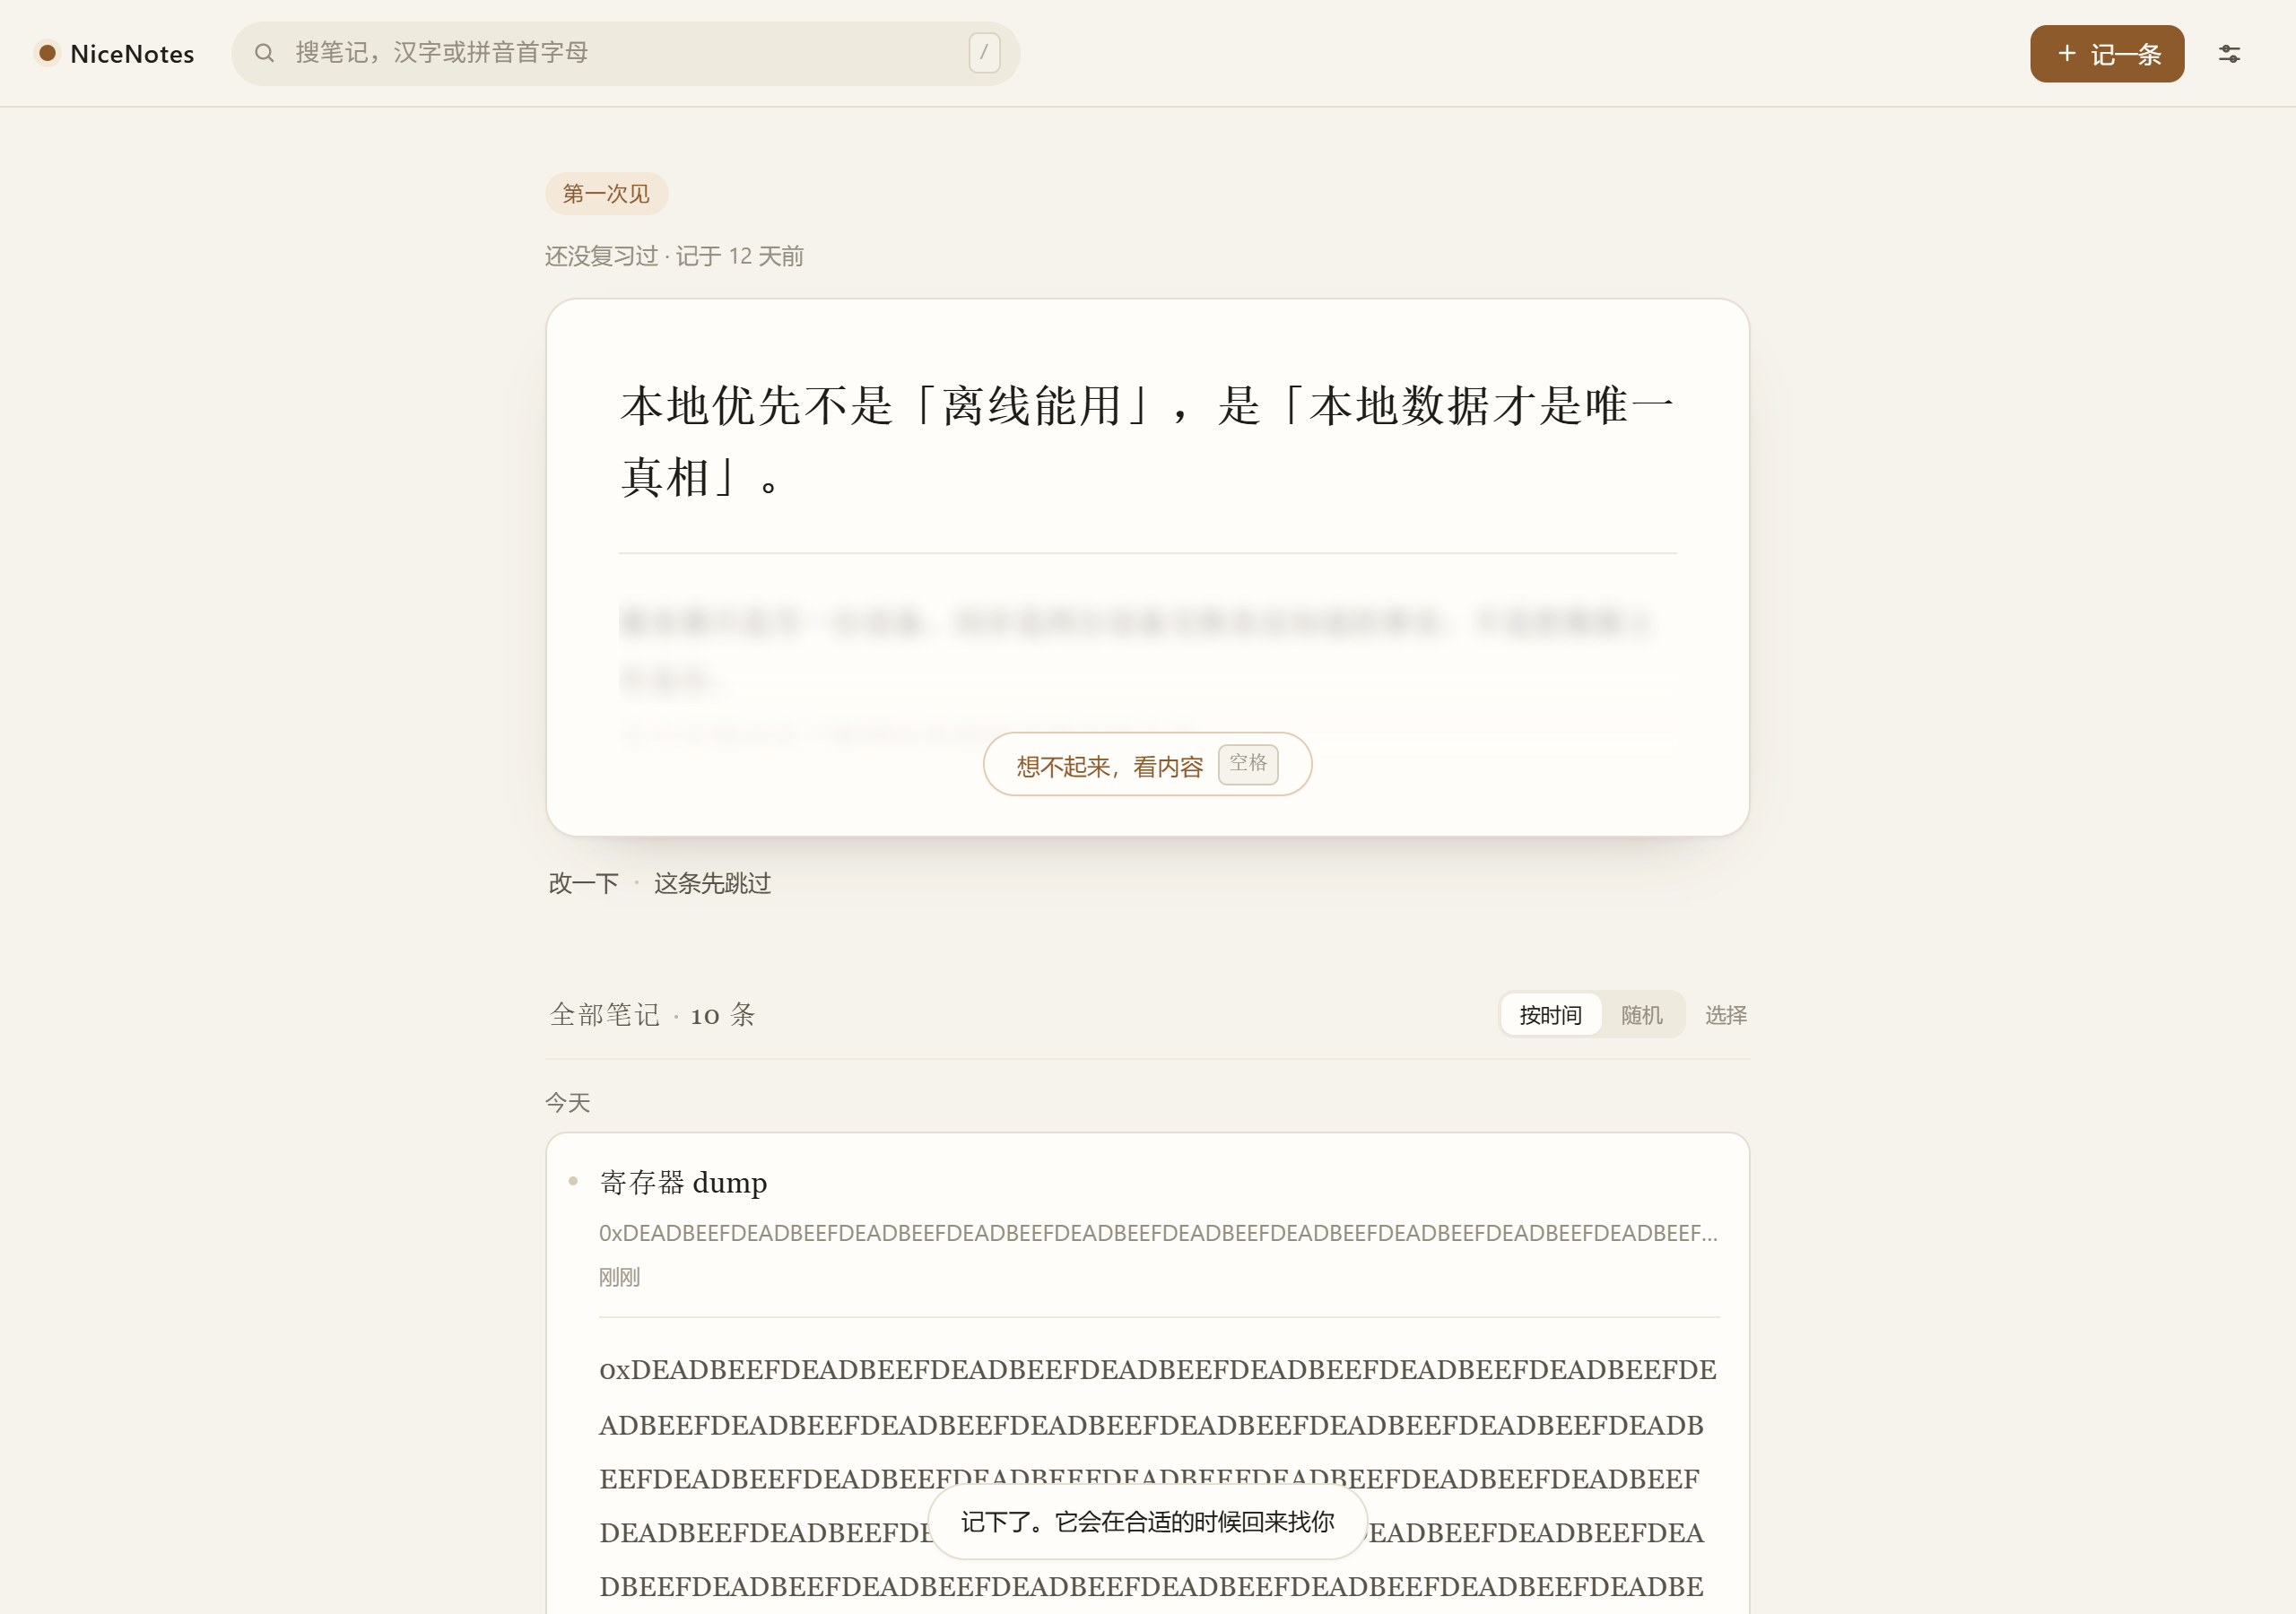 NiceNotes
搜笔记，汉字或拼音首字母
/
+ 记一条
第一次见
还没复习过 · 记于 12 天前
本地优先不是「离线能用」，是「本地数据才是唯一
真相」。
想不起来，看内容 空格
改一下 · 这条先跳过
全部笔记 · 10 条
按时间 随机 选择
今天
寄存器 dump
0xDEADBEEFDEADBEEFDEADBEEFDEADBEEFDEADBEEFDEADBEEFDEADBEEFDEADBEEFDEADBEEFDEADBEEF...
刚刚
0xDEADBEEFDEADBEEFDEADBEEFDEADBEEFDEADBEEFDEADBEEFDEADBEEFDE
ADBEEFDEADBEEFDEADBEEFDEADBEEFDEADBEEFDEADBEEFDEADBEEFDEADB
EEFDEADBEEFDEADBEEFDEADBEEFDEADBEEFDEADBEEFDEADBEEFDEADBEEF
DEADBEEFDEADBEEFDE
DEADBEEFDEADBEEFDEA
记下了。它会在合适的时候回来找你
DBEEFDEADBEEFDEADBEEFDEADBEEFDEADBEEFDEADBEEFDEADBEEFDEADBE